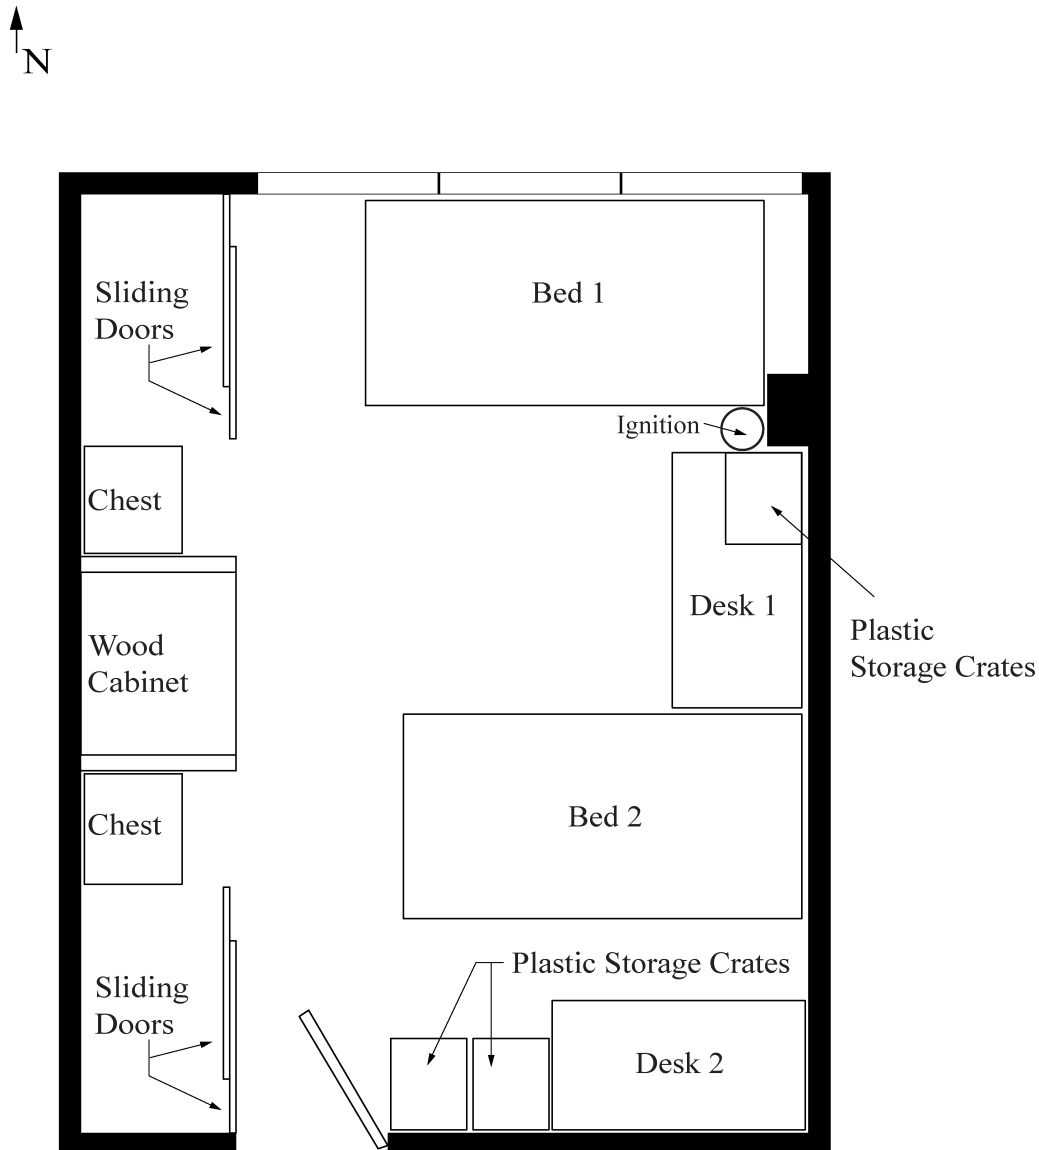 N
Sliding
Doors
Bed 1
Ignition
Chest
Desk 1
Plastic
Storage Crates
Wood
Cabinet
Chest
Bed 2
Plastic Storage Crates
Sliding
Doors
Desk 2